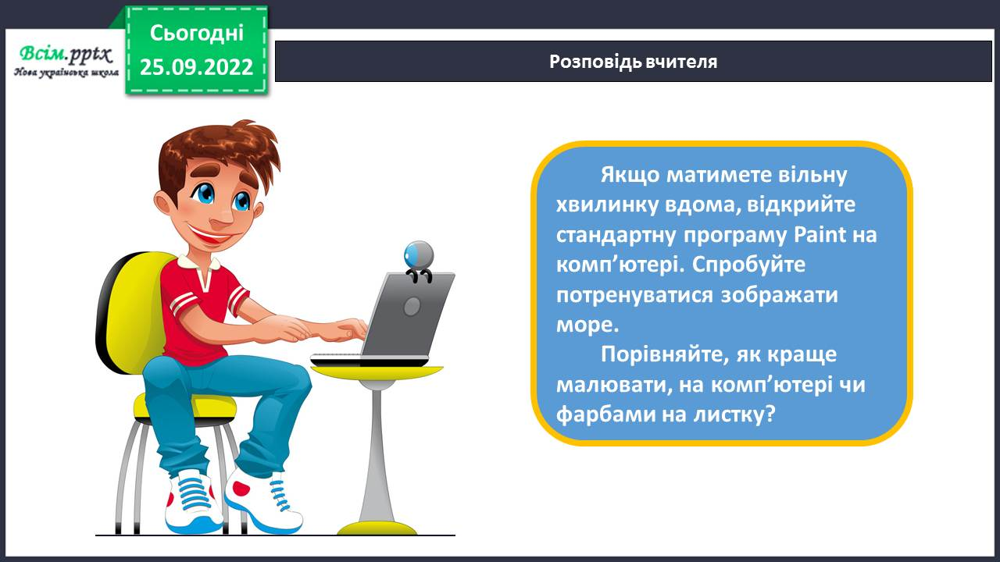 Сьогодні
25.09.2022
Всім.pptx
Нова українська школа
Розповідь вчителя
Якщо матимете вільну
хвилинку вдома, відкрийте
стандартну програму Paint на
комп’ютері. Спробуйте
потренуватися зображати
море.
Порівняйте, як краще
малювати, на комп’ютері чи
фарбами на листку?